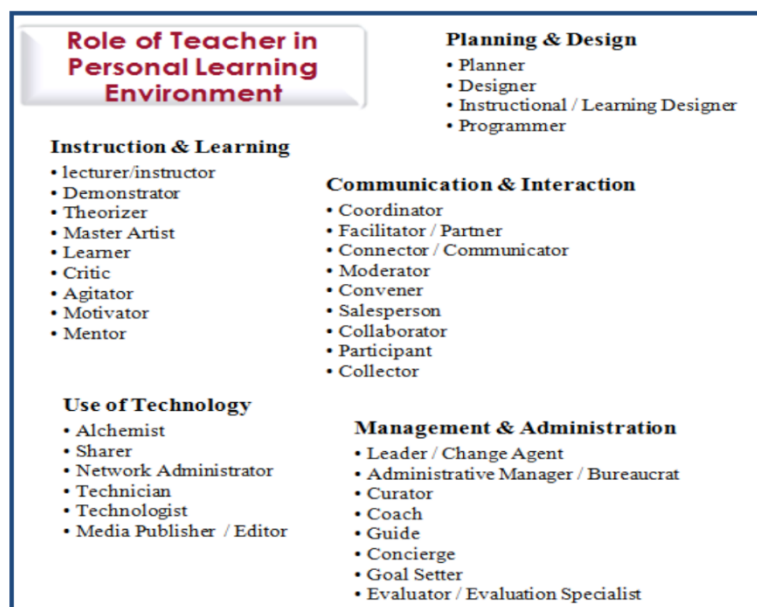 Role of Teacher in
Personal Learning
Environment
Planning & Design
• Planner
• Designer
• Instructional / Learning Designer
• Programmer
Instruction & Learning
• lecturer/instructor
• Demonstrator
• Theorizer
• Master Artist
• Learner
• Critic
• Agitator
• Motivator
• Mentor
Communication & Interaction
• Coordinator
• Facilitator / Partner
• Connector / Communicator
• Moderator
• Convener
• Salesperson
• Collaborator
• Participant
• Collector
Use of Technology
• Alchemist
• Sharer
• Network Administrator
• Technician
• Technologist
• Media Publisher / Editor
Management & Administration
• Leader / Change Agent
• Administrative Manager / Bureaucrat
• Curator
• Coach
• Guide
• Concierge
• Goal Setter
• Evaluator / Evaluation Specialist